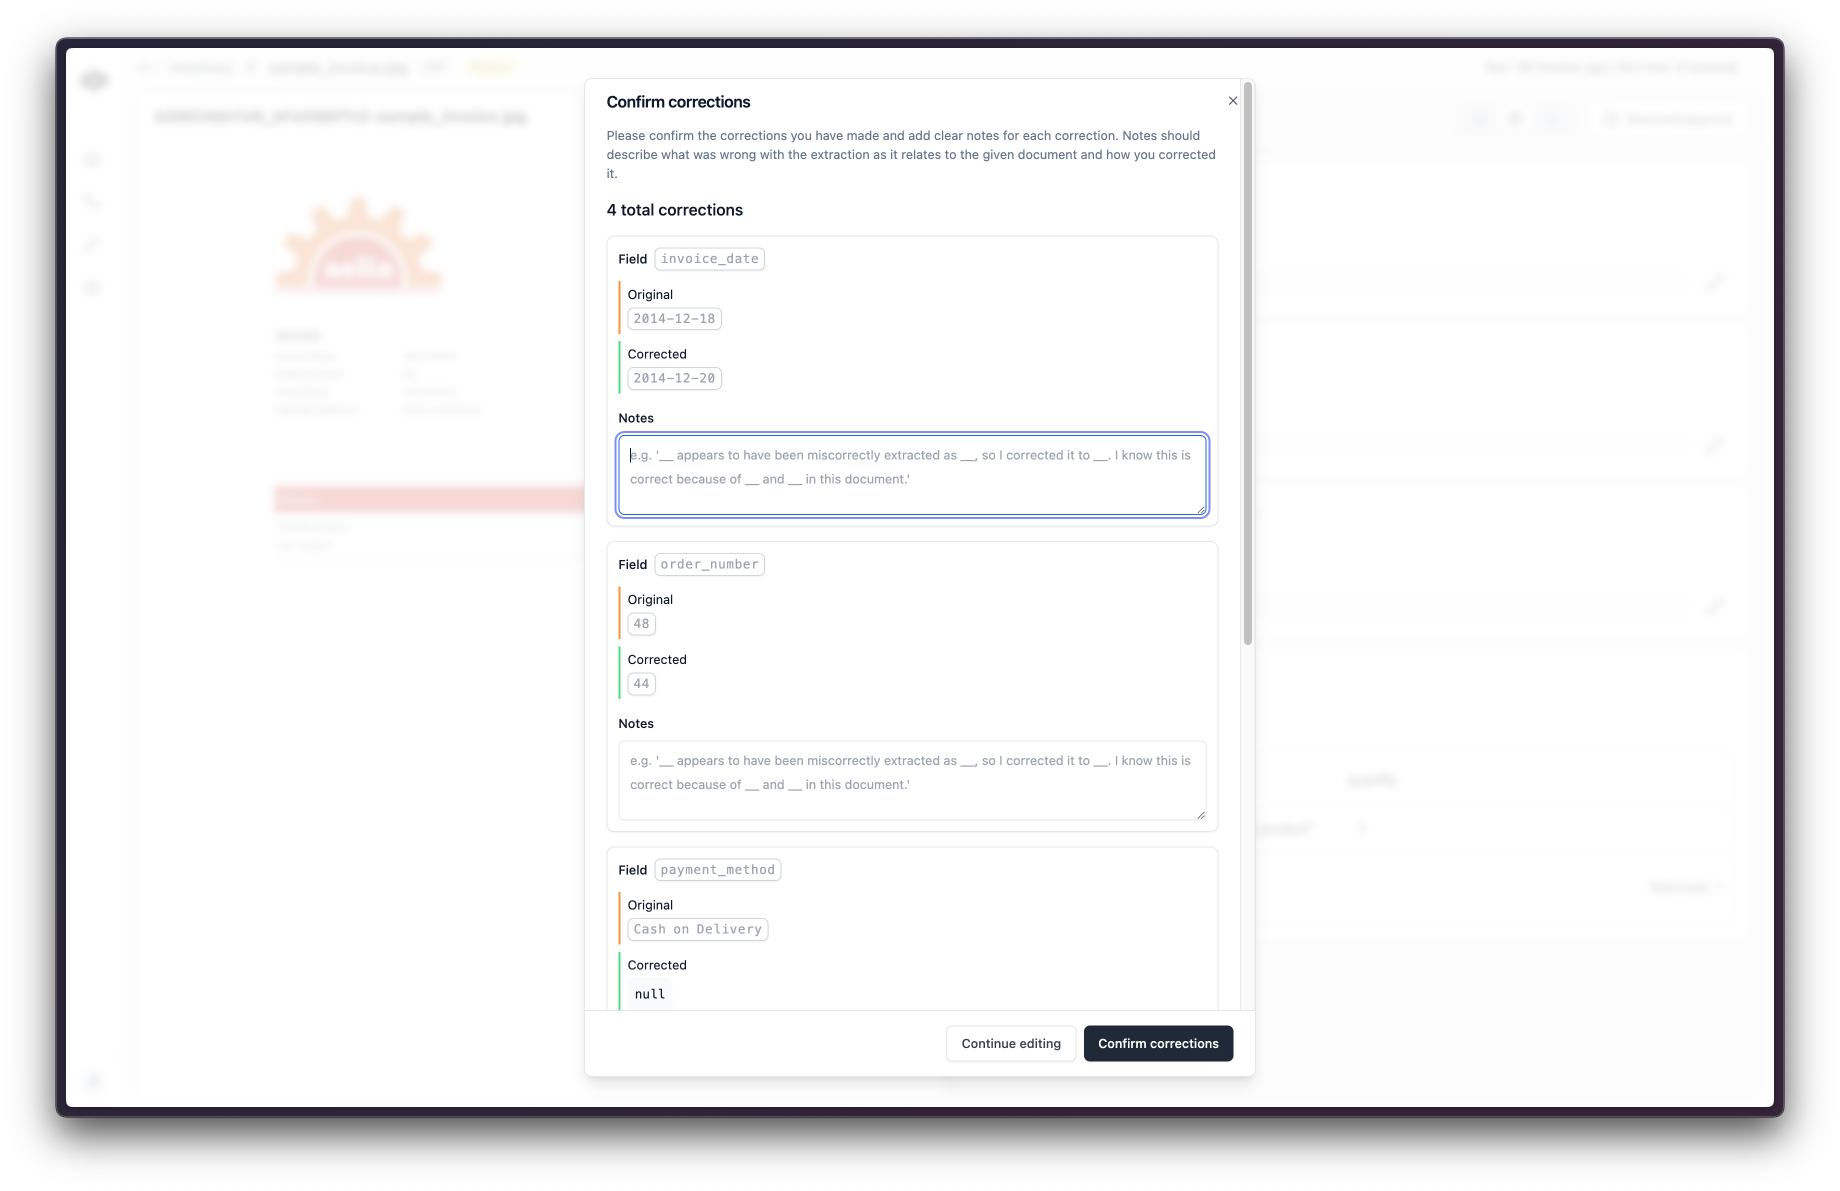 Confirm corrections
Please confirm the corrections you have made and add clear notes for each correction. Notes should
describe what was wrong with the extraction as it relates to the given document and how you corrected
it.
4 total corrections
Field invoice_date
Original
2014-12-18
Corrected
2014-12-20
Notes
e.g. '__ appears to have been miscorrectly extracted as __, so I corrected it to __. I know this is
correct because of __ and __ in this document.'
Field order_number
Original
48
Corrected
44
Notes
e.g. '__ appears to have been miscorrectly extracted as __, so I corrected it to __. I know this is
correct because of __ and __ in this document.'
Field payment_method
Original
Cash on Delivery
Corrected
null
Continue editing Confirm corrections